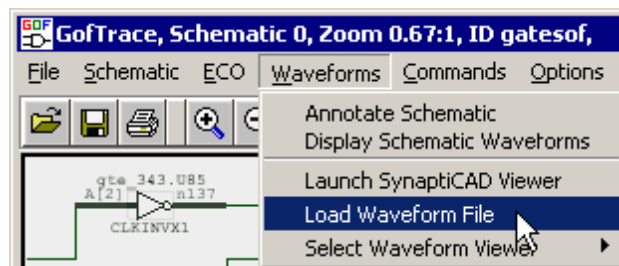 GOF GofTrace, Schematic 0, Zoom 0.67:1, ID gatesof,
File Schematic ECO Waveforms Commands Options
Annotate Schematic
Display Schematic Waveforms
Launch SynaptiCAD Viewer
Load Waveform File
Select Waveform Viewer
gte_343.U85
A[2] n137
CLKINVX1